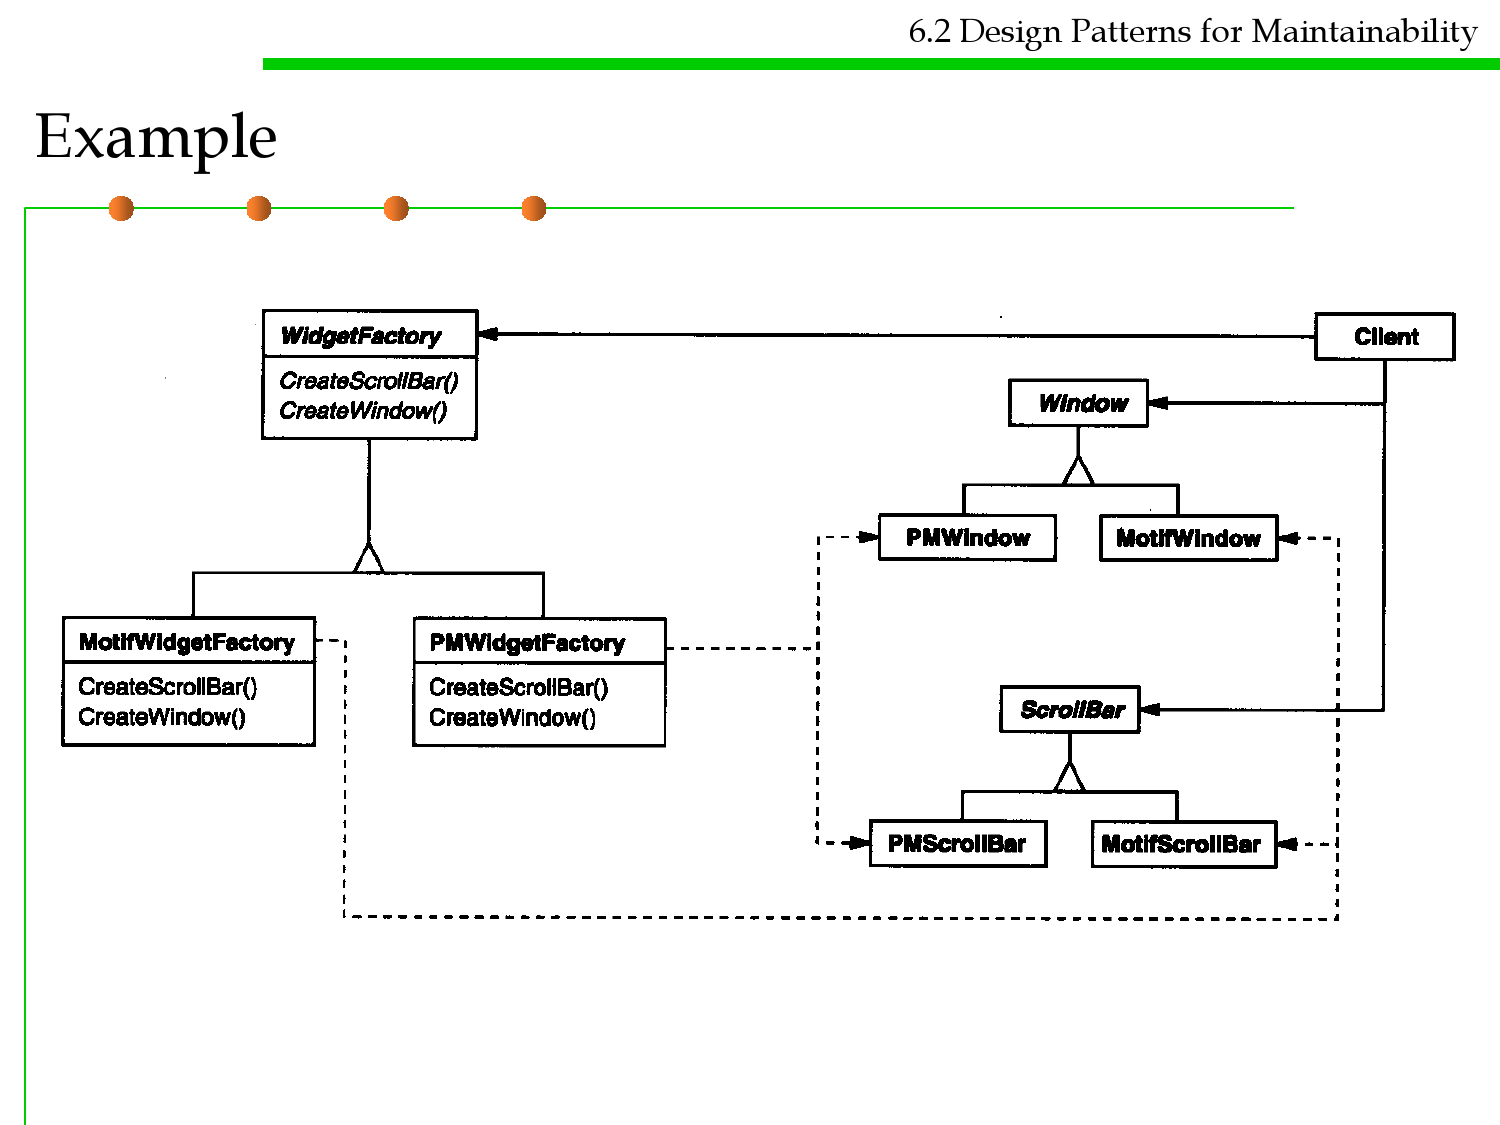 6.2 Design Patterns for Maintainability
Example
WidgetFactory
CreateScrollBar()
CreateWindow()
Client
Window
PMWindow
MotifWindow
MotifWidgetFactory
CreateScrollBar()
CreateWindow()
PMWidgetFactory
CreateScrollBar()
CreateWindow()
ScrollBar
PMScrollBar
MotifScrollBar